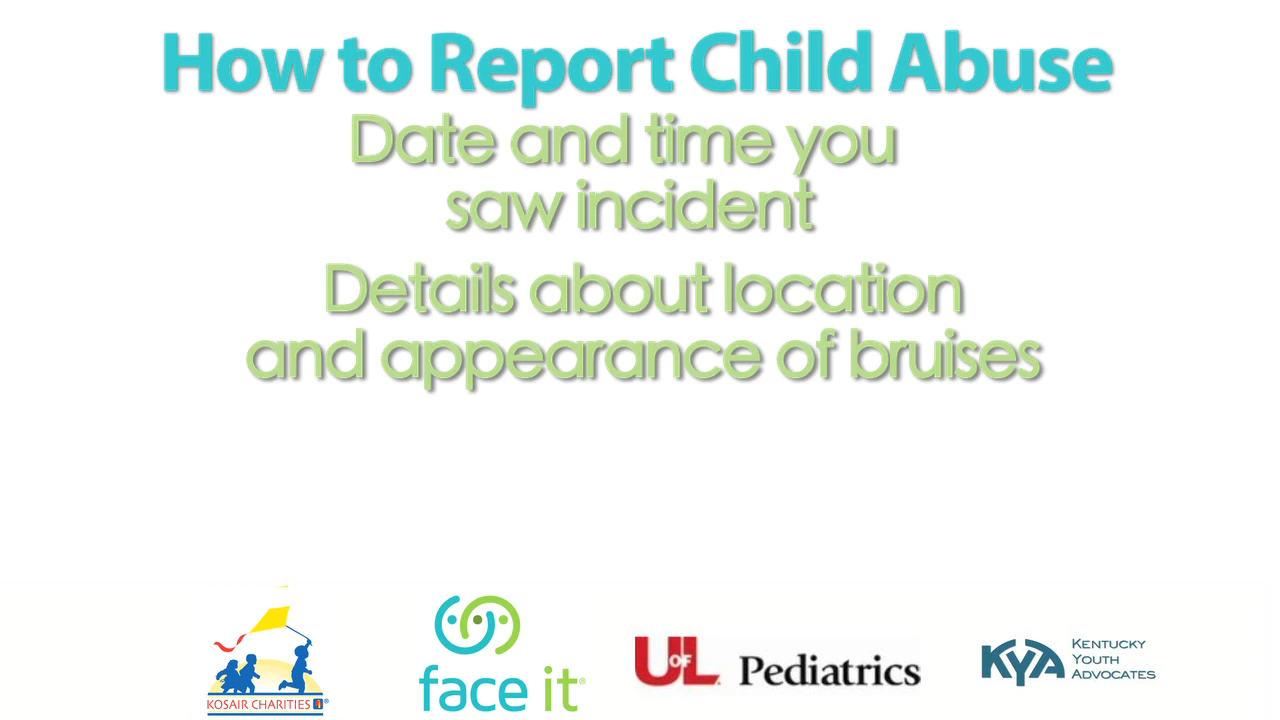 How to Report Child Abuse
Date and time you
saw incident
Details about location
and appearance of bruises
KOSAIR CHARITIES ®
face it®
UofL Pediatrics
KYA KENTUCKY
YOUTH
ADVOCATES